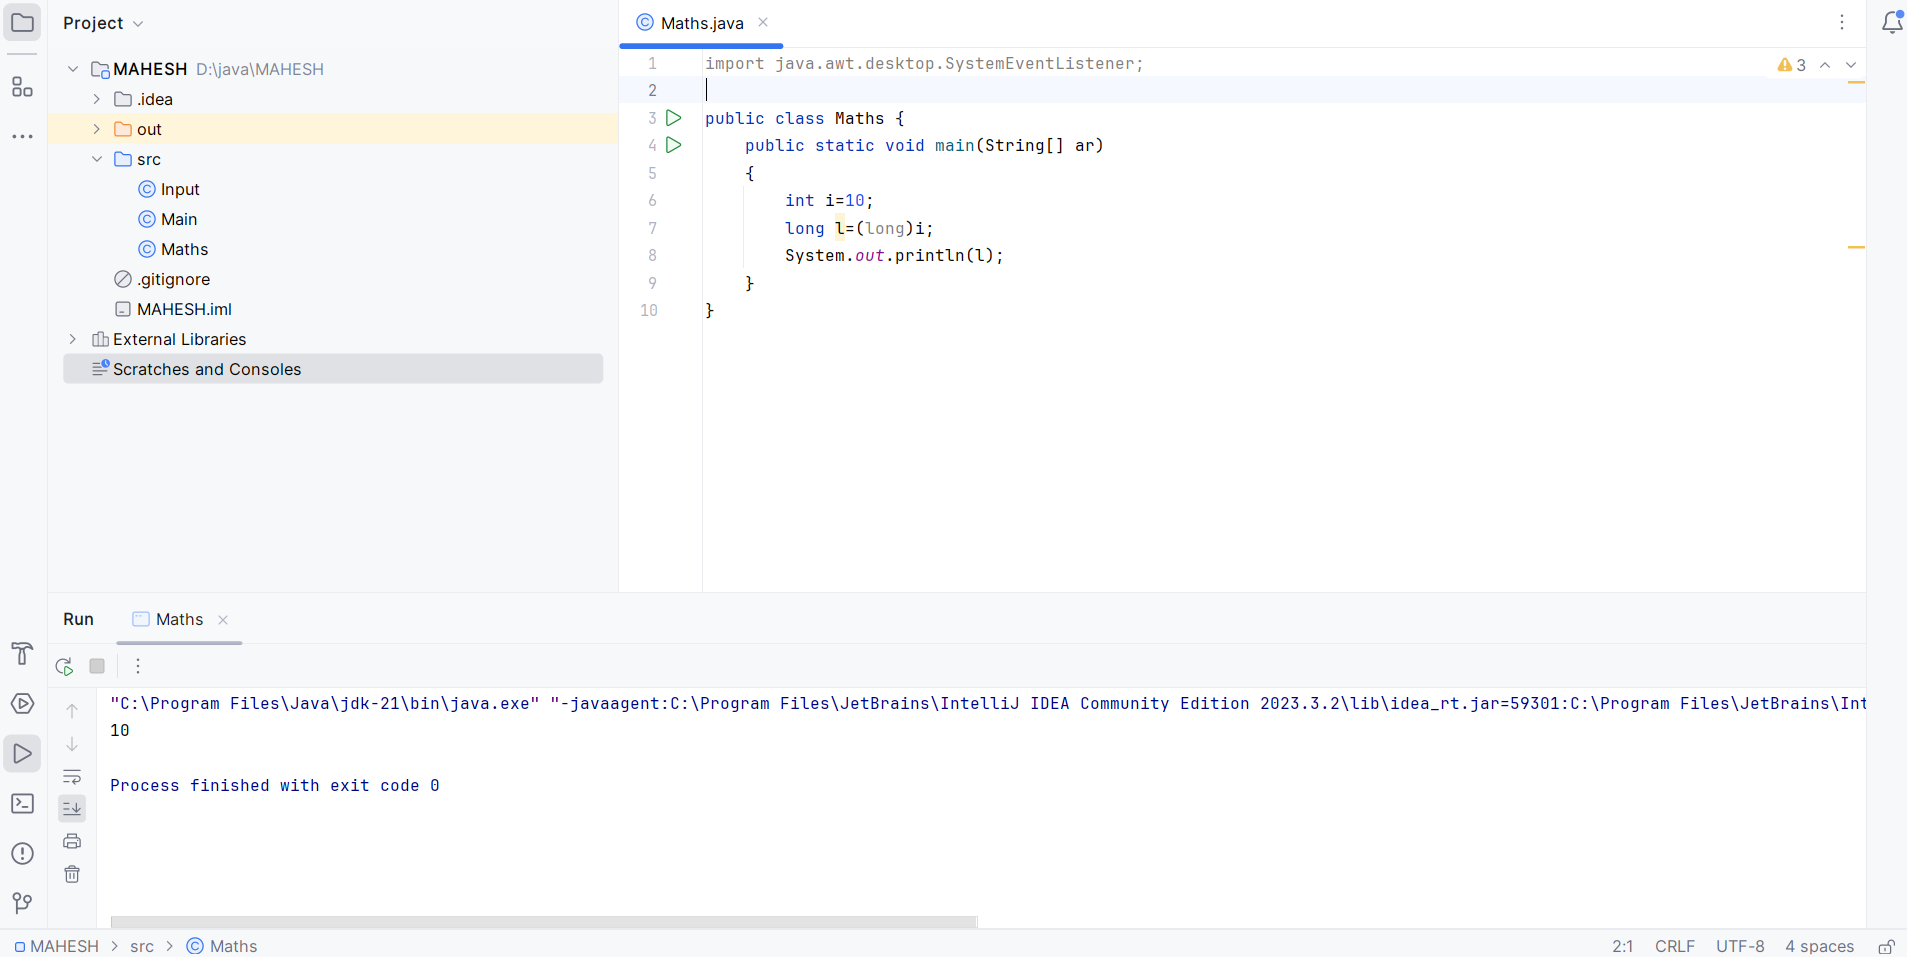 Project
MAHESH D:\java\MAHESH
.idea
out
src
Input
Main
Maths
.gitignore
MAHESH.iml
External Libraries
Scratches and Consoles
Maths.java
3
1 import java.awt.desktop.SystemEventListener;
2
3 public class Maths {
4 public static void main(String[] ar)
5 {
6 int i=10;
7 long l=(long)i;
8 System.out.println(l);
9 }
10 }
Run Maths
"C:\Program Files\Java\jdk-21\bin\java.exe" "-javaagent:C:\Program Files\JetBrains\IntelliJ IDEA Community Edition 2023.3.2\lib\idea_rt.jar=59301:C:\Program Files\JetBrains\Int
10
Process finished with exit code 0
MAHESH > src > Maths 2:1 CRLF UTF-8 4 spaces